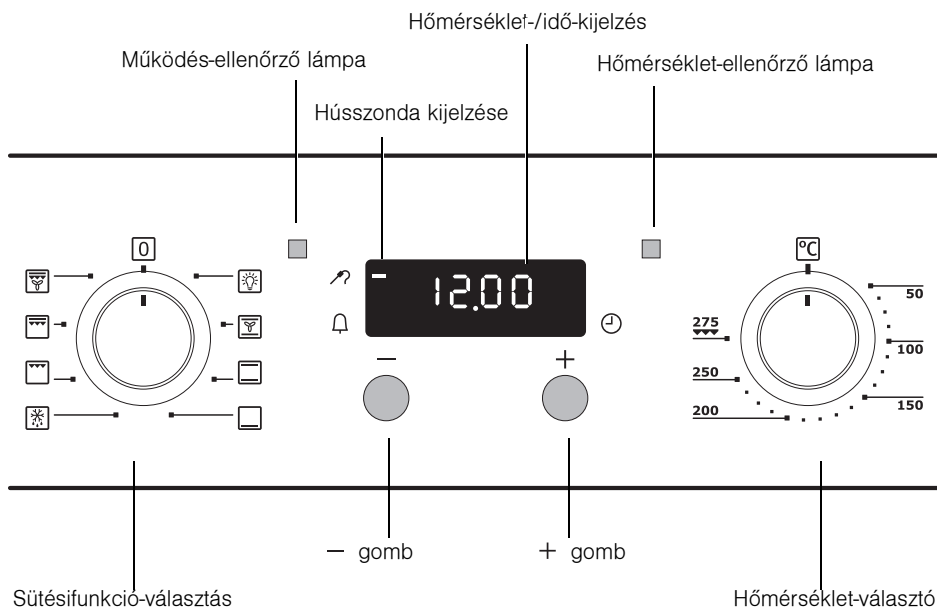 Hőmérséklet-/idő-kijelzés
Működés-ellenőrző lámpa
Hőmérséklet-ellenőrző lámpa
Hússzonda kijelzése
0
°C
12.00
50
275
100
250
150
200
− +
− gomb
+ gomb
Sütésifunkció-választás
Hőmérséklet-választó